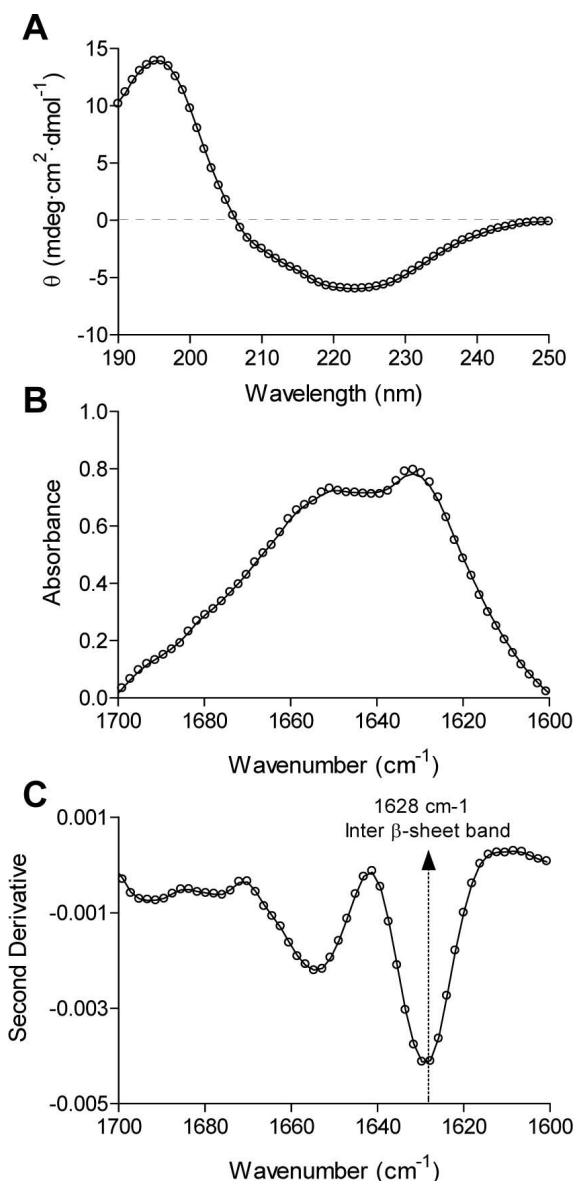 A
15
10
5
0
-5
-10
θ (mdeg·cm²·dmol⁻¹)
190 200 210 220 230 240 250
Wavelength (nm)
B
1.0
0.8
0.6
0.4
0.2
0.0
Absorbance
1700 1680 1660 1640 1620 1600
Wavenumber (cm⁻¹)
C
1628 cm-1
Inter β-sheet band
0.001
-0.001
-0.003
-0.005
Second Derivative
1700 1680 1660 1640 1620 1600
Wavenumber (cm⁻¹)